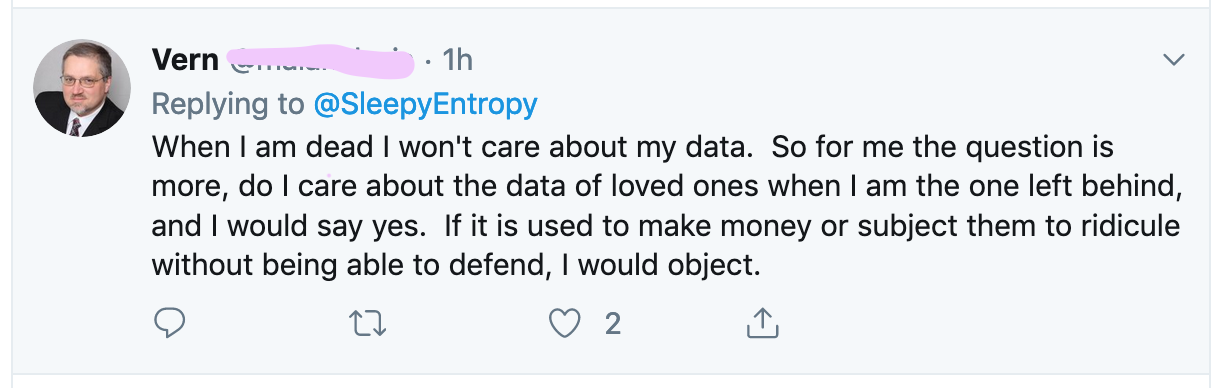 Vern · 1h
Replying to @SleepyEntropy
When I am dead I won't care about my data.  So for me the question is
more, do I care about the data of loved ones when I am the one left behind,
and I would say yes.  If it is used to make money or subject them to ridicule
without being able to defend, I would object.
2